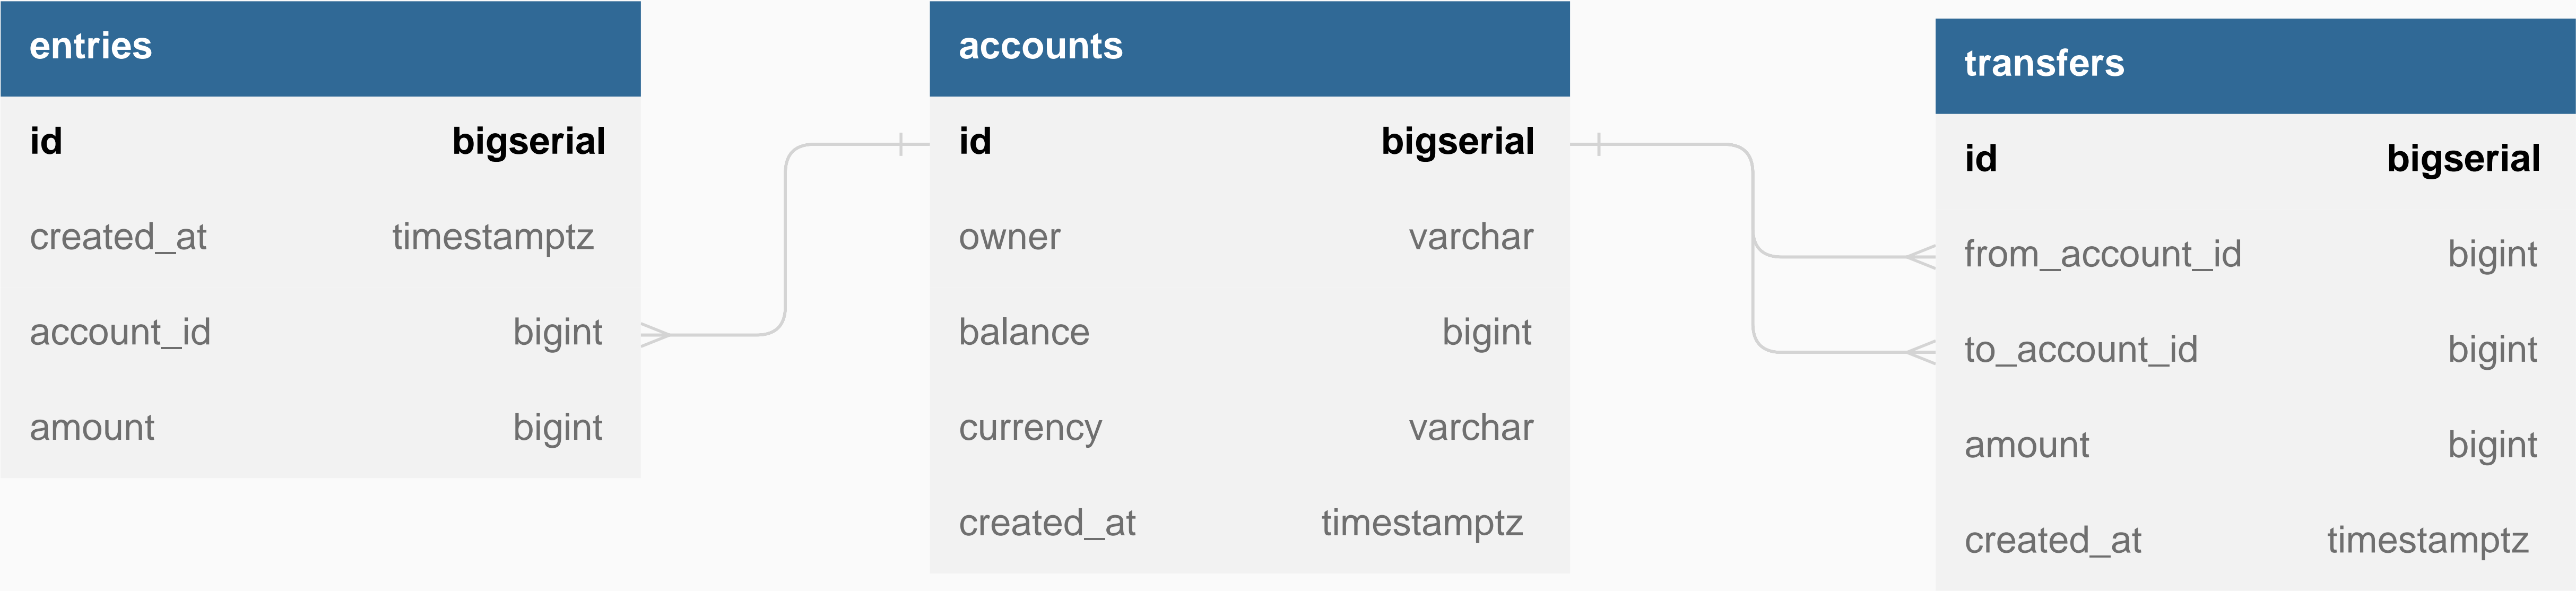 entries
id bigserial
created_at timestamptz
account_id bigint
amount bigint
accounts
id bigserial
owner varchar
balance bigint
currency varchar
created_at timestamptz
transfers
id bigserial
from_account_id bigint
to_account_id bigint
amount bigint
created_at timestamptz